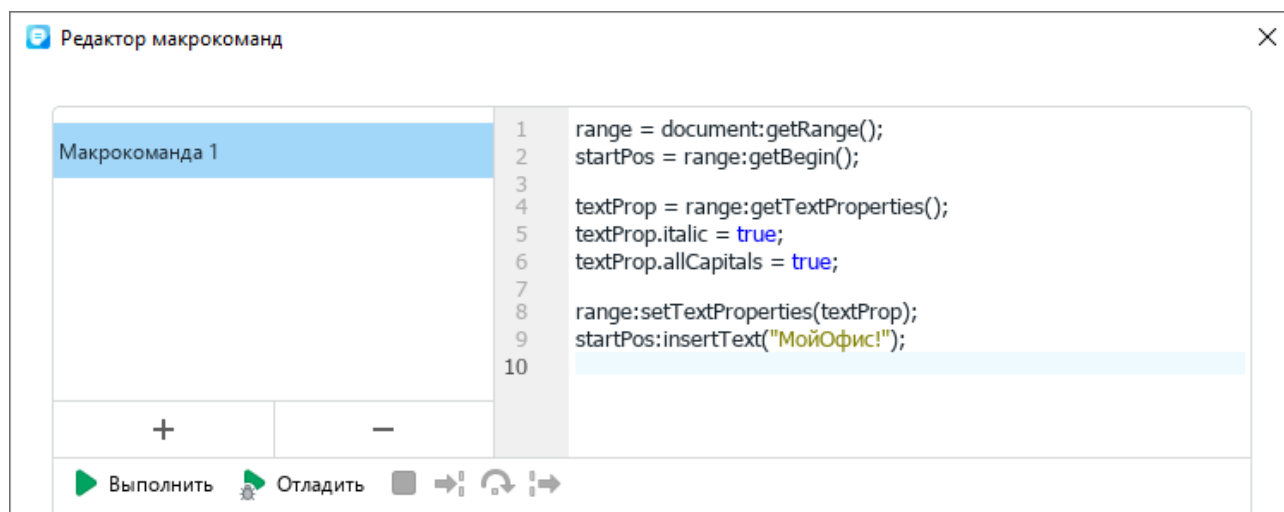 Редактор макрокоманд
Макрокоманда 1
1 range = document:getRange();
2 startPos = range:getBegin();
3
4 textProp = range:getTextProperties();
5 textProp.italic = true;
6 textProp.allCapitals = true;
7
8 range:setTextProperties(textProp);
9 startPos:insertText("МойОфис!");
10
Выполнить Отладить